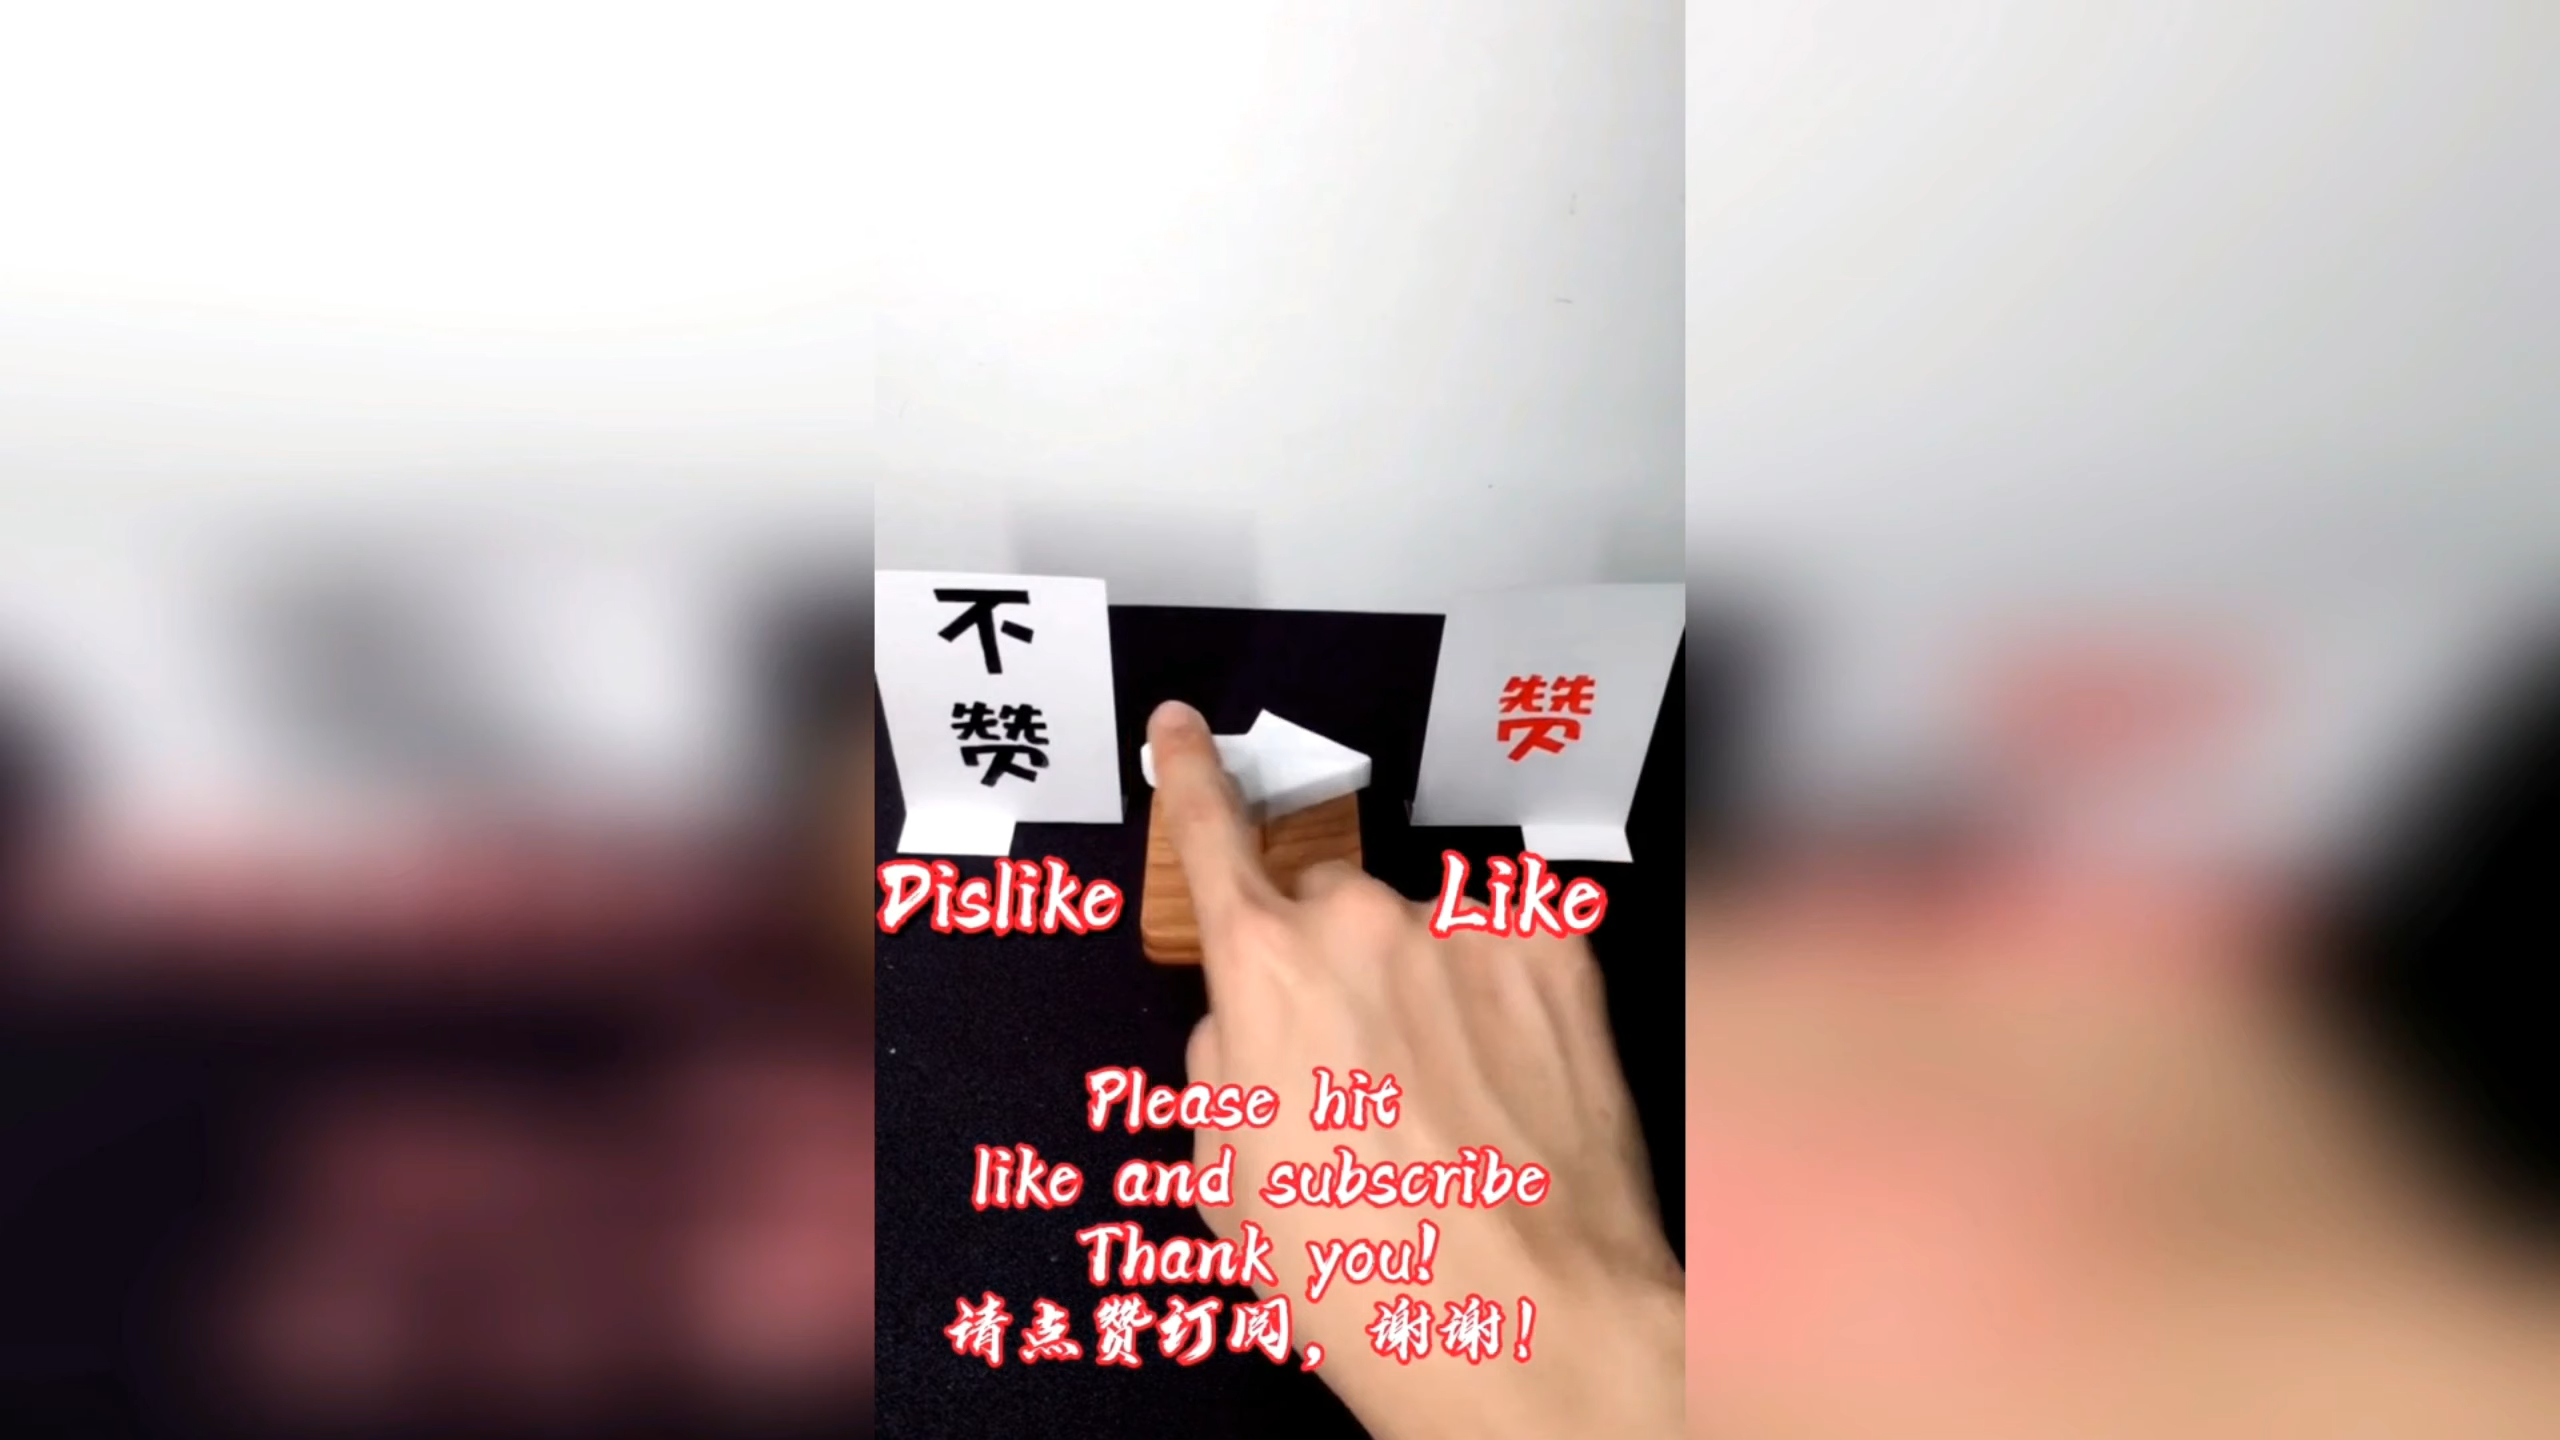 不
赞
赞
Dislike
Like
Please hit
like and subscribe
Thank you!
请点赞订阅，谢谢！